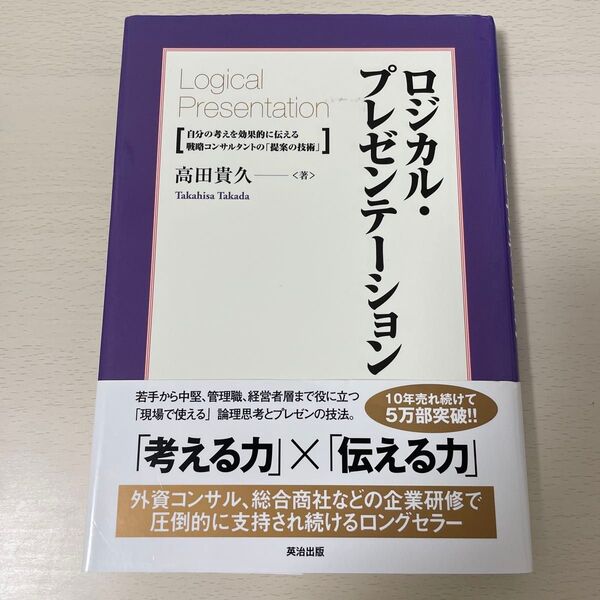 ロジカル・
プレゼンテーション
Logical
Presentation
自分の考えを効果的に伝える
戦略コンサルタントの「提案の技術」
高田貴久――〈著〉
Takahisa Takada
若手から中堅、管理職、経営者層まで役に立つ
「現場で使える」論理思考とプレゼンの技法。
10年売れ続けて
5万部突破!!
「考える力」×「伝える力」
外資コンサル、総合商社などの企業研修で
圧倒的に支持され続けるロングセラー
英治出版